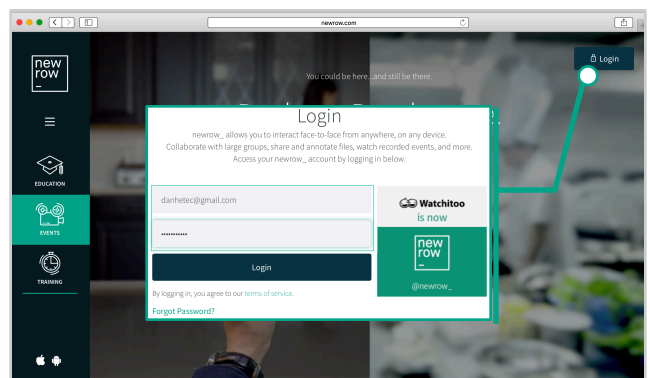 newrow.com
new
row
Login
You could be here...and still be there.
Login
newrow_ allows you to interact face-to-face from anywhere, on any device.
Collaborate with large groups, share and annotate files, watch recorded events, and more.
Access your newrow_ account by logging in below.
EDUCATION
EVENTS
TRAINING
danhetec@gmail.com
•••••••••••
Login
By logging in, you agree to our terms of service.
Forgot Password?
Watchitoo
is now
new
row
@newrow_